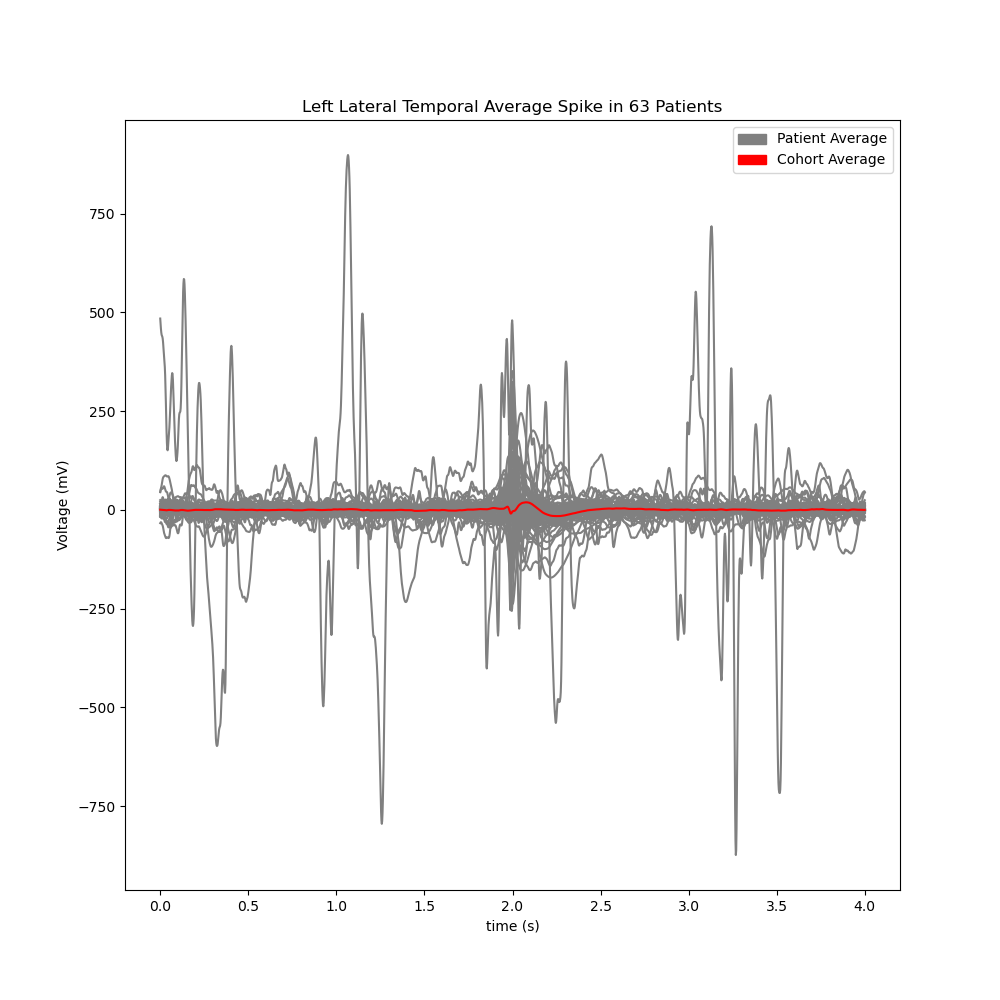 Left Lateral Temporal Average Spike in 63 Patients
Patient Average
Cohort Average
750
500
250
0
−250
−500
−750
Voltage (mV)
0.0 0.5 1.0 1.5 2.0 2.5 3.0 3.5 4.0
time (s)